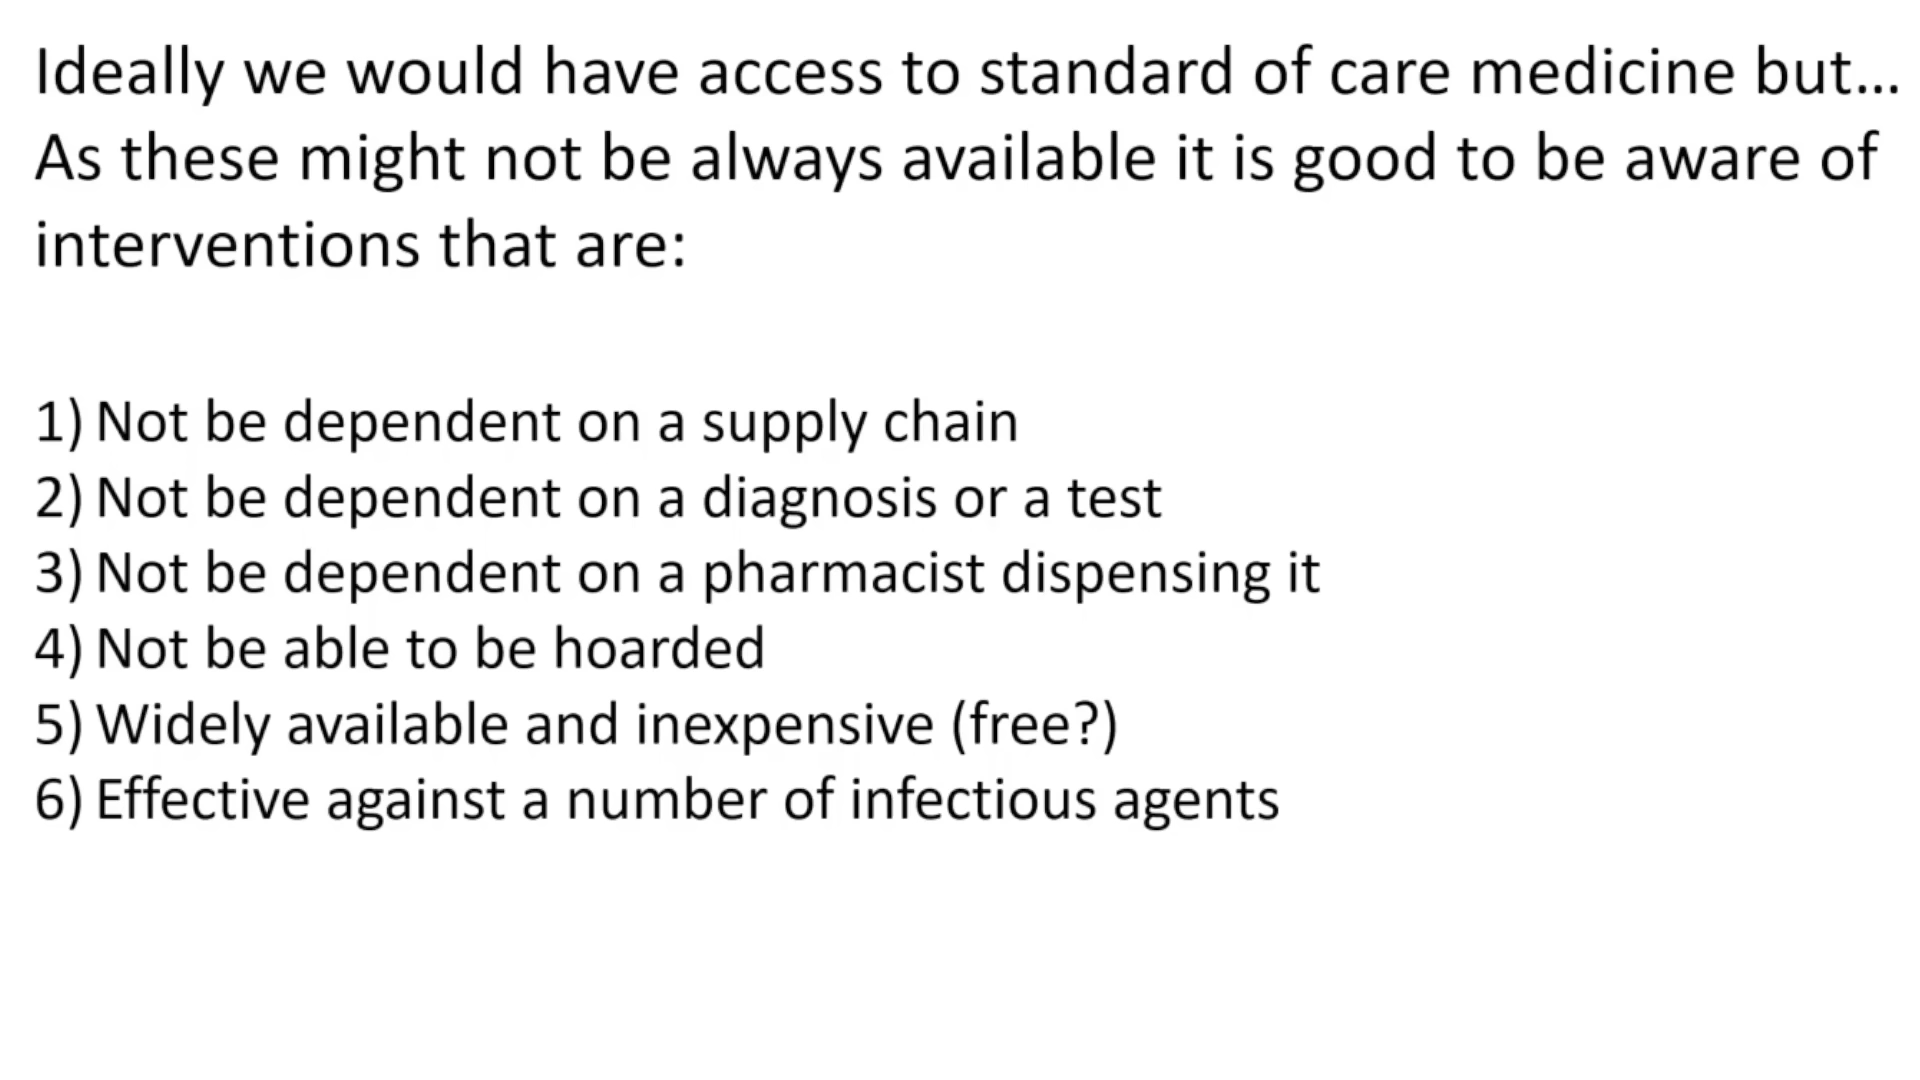 Ideally we would have access to standard of care medicine but...
As these might not be always available it is good to be aware of
interventions that are:
1) Not be dependent on a supply chain
2) Not be dependent on a diagnosis or a test
3) Not be dependent on a pharmacist dispensing it
4) Not be able to be hoarded
5) Widely available and inexpensive (free?)
6) Effective against a number of infectious agents